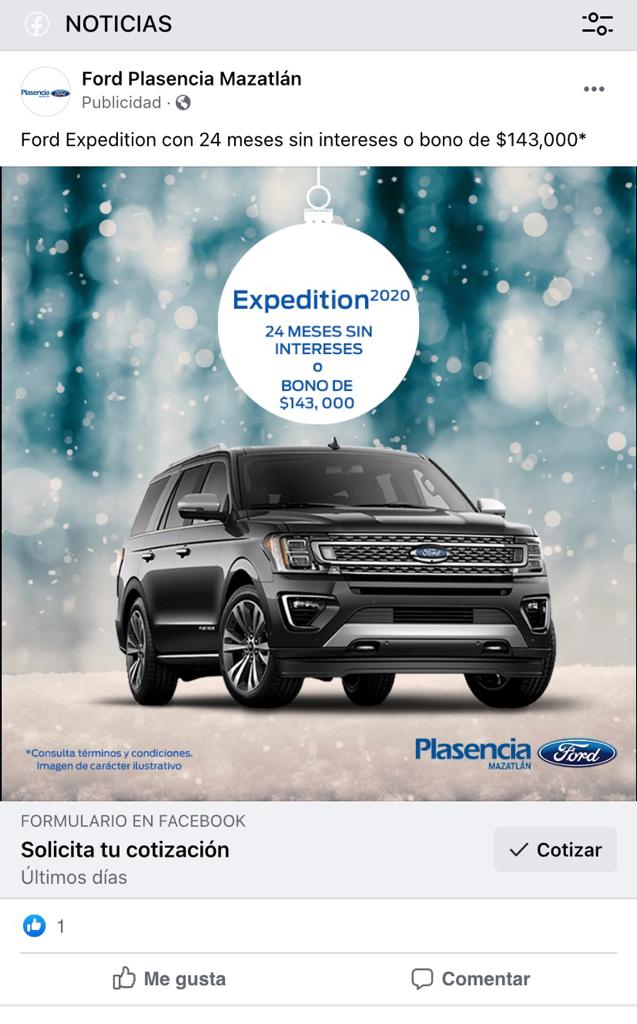 NOTICIAS
Ford Plasencia Mazatlán
Publicidad ·
Ford Expedition con 24 meses sin intereses o bono de $143,000*
Expedition2020
24 MESES SIN
INTERESES
o
BONO DE
$143, 000
Ford
PLATINUM
*Consulta términos y condiciones.
Imagen de carácter ilustrativo
Plasencia
MAZATLÁN
Ford
FORMULARIO EN FACEBOOK
Solicita tu cotización
Cotizar
Últimos días
1
Me gusta
Comentar